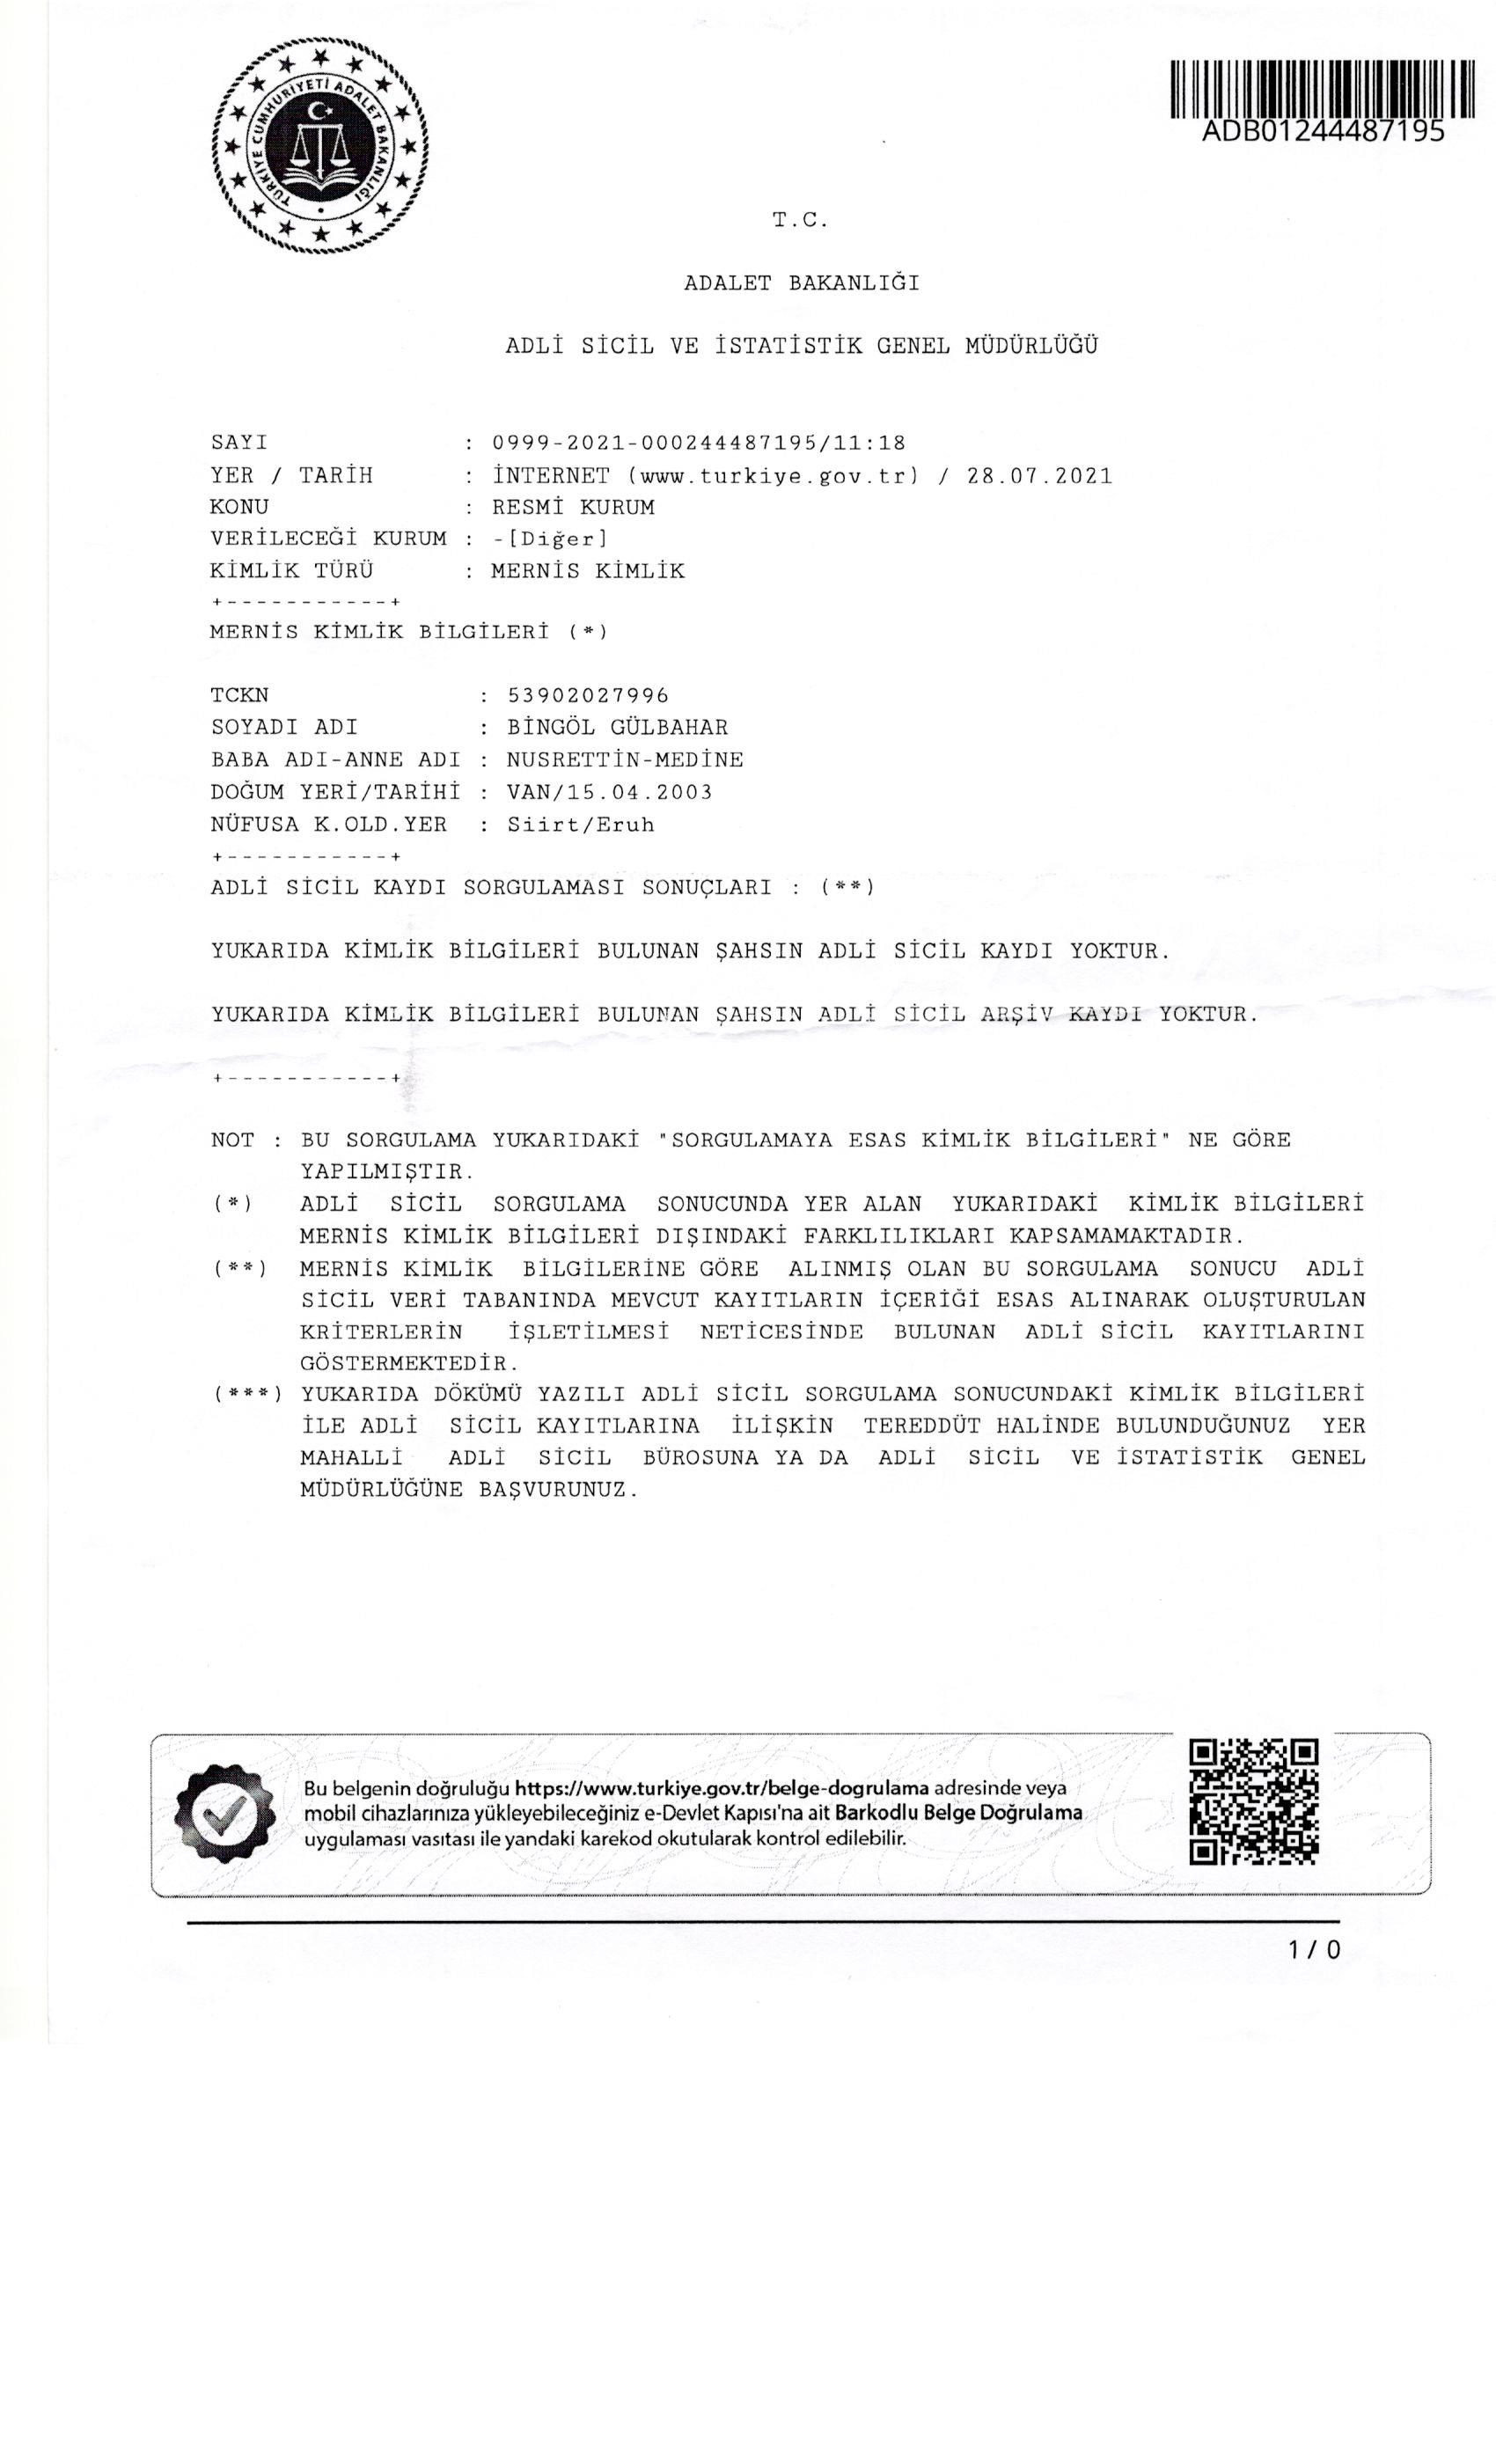 TÜRKİYE CUMHURİYETİ ADALET BAKANLIĞI
ADB01244487195
T.C.
ADALET BAKANLIĞI
ADLİ SİCİL VE İSTATİSTİK GENEL MÜDÜRLÜĞÜ
SAYI : 0999-2021-000244487195/11:18
YER / TARİH : İNTERNET (www.turkiye.gov.tr) / 28.07.2021
KONU : RESMİ KURUM
VERİLECEĞİ KURUM : -[Diğer]
KİMLİK TÜRÜ : MERNİS KİMLİK
+-----------+
MERNİS KİMLİK BİLGİLERİ (*)
TCKN : 53902027996
SOYADI ADI : BİNGÖL GÜLBAHAR
BABA ADI-ANNE ADI : NUSRETTİN-MEDİNE
DOĞUM YERİ/TARİHİ : VAN/15.04.2003
NÜFUSA K.OLD.YER : Siirt/Eruh
+-----------+
ADLİ SİCİL KAYDI SORGULAMASI SONUÇLARI : (**)
YUKARIDA KİMLİK BİLGİLERİ BULUNAN ŞAHSIN ADLİ SİCİL KAYDI YOKTUR.
YUKARIDA KİMLİK BİLGİLERİ BULUNAN ŞAHSIN ADLİ SİCİL ARŞİV KAYDI YOKTUR.
+-----------+
NOT : BU SORGULAMA YUKARIDAKİ "SORGULAMAYA ESAS KİMLİK BİLGİLERİ" NE GÖRE
YAPILMIŞTIR.
(*) ADLİ SİCİL SORGULAMA SONUCUNDA YER ALAN YUKARIDAKİ KİMLİK BİLGİLERİ
MERNİS KİMLİK BİLGİLERİ DIŞINDAKİ FARKLILIKLARI KAPSAMAMAKTADIR.
(**) MERNİS KİMLİK BİLGİLERİNE GÖRE ALINMIŞ OLAN BU SORGULAMA SONUCU ADLİ
SİCİL VERİ TABANINDA MEVCUT KAYITLARIN İÇERİĞİ ESAS ALINARAK OLUŞTURULAN
KRİTERLERİN İŞLETİLMESİ NETİCESİNDE BULUNAN ADLİ SİCİL KAYITLARINI
GÖSTERMEKTEDİR.
(***) YUKARIDA DÖKÜMÜ YAZILI ADLİ SİCİL SORGULAMA SONUCUNDAKİ KİMLİK BİLGİLERİ
İLE ADLİ SİCİL KAYITLARINA İLİŞKİN TEREDDÜT HALİNDE BULUNDUĞUNUZ YER
MAHALLİ ADLİ SİCİL BÜROSUNA YA DA ADLİ SİCİL VE İSTATİSTİK GENEL
MÜDÜRLÜĞÜNE BAŞVURUNUZ.
Bu belgenin doğruluğu https://www.turkiye.gov.tr/belge-dogrulama adresinde veya
mobil cihazlarınıza yükleyebileceğiniz e-Devlet Kapısı'na ait Barkodlu Belge Doğrulama
uygulaması vasıtası ile yandaki karekod okutularak kontrol edilebilir.
1 / 0